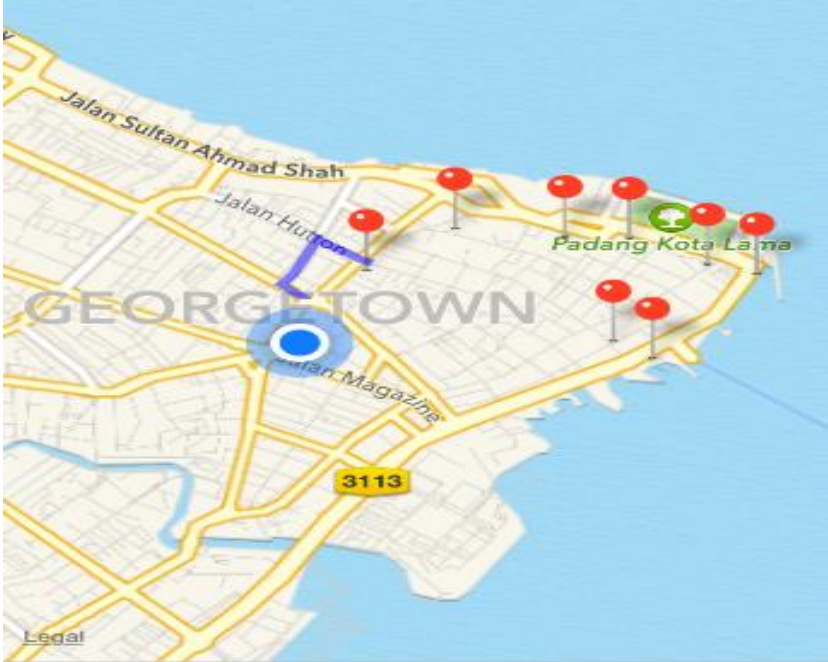 y
Jalan Sultan Ahmad Shah
Jalan Hutton
Padang Kota Lama
GEORGETOWN
Jalan Magazine
3113
Legal